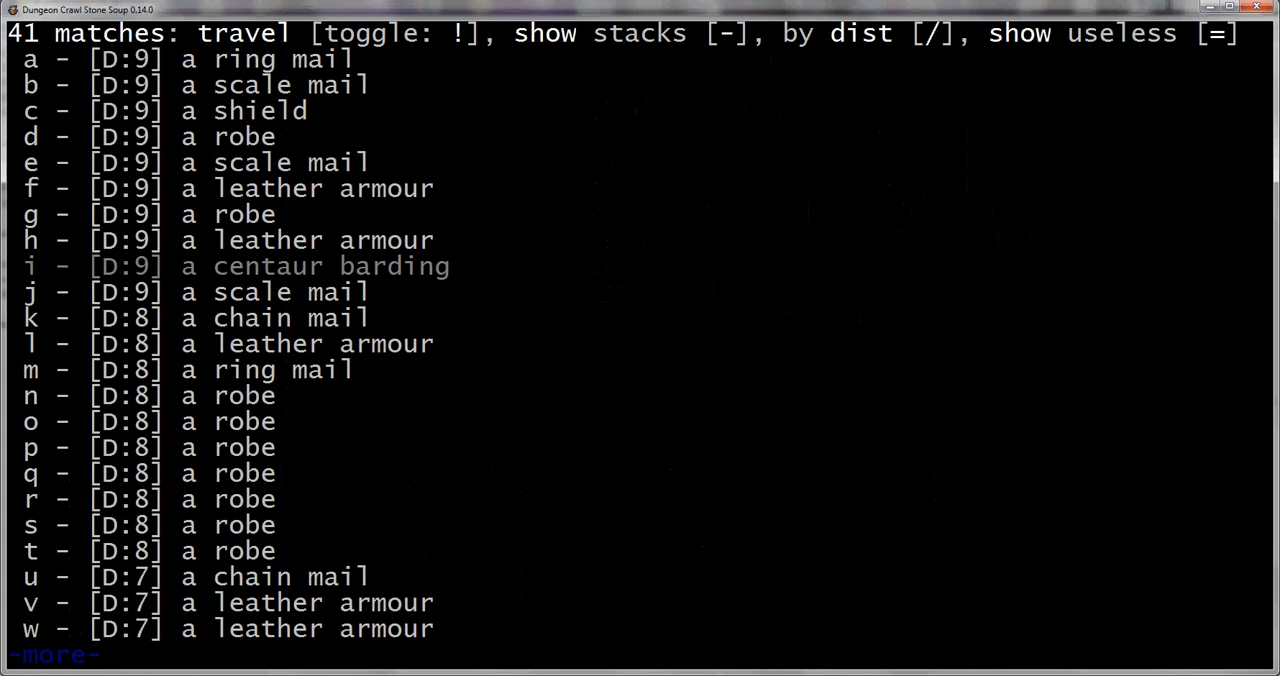 Dungeon Crawl Stone Soup 0.14.0
41 matches: travel [toggle: !], show stacks [-], by dist [/], show useless [=]
a - [D:9] a ring mail
b - [D:9] a scale mail
c - [D:9] a shield
d - [D:9] a robe
e - [D:9] a scale mail
f - [D:9] a leather armour
g - [D:9] a robe
h - [D:9] a leather armour
i - [D:9] a centaur barding
j - [D:9] a scale mail
k - [D:8] a chain mail
l - [D:8] a leather armour
m - [D:8] a ring mail
n - [D:8] a robe
o - [D:8] a robe
p - [D:8] a robe
q - [D:8] a robe
r - [D:8] a robe
s - [D:8] a robe
t - [D:8] a robe
u - [D:7] a chain mail
v - [D:7] a leather armour
w - [D:7] a leather armour
-more-